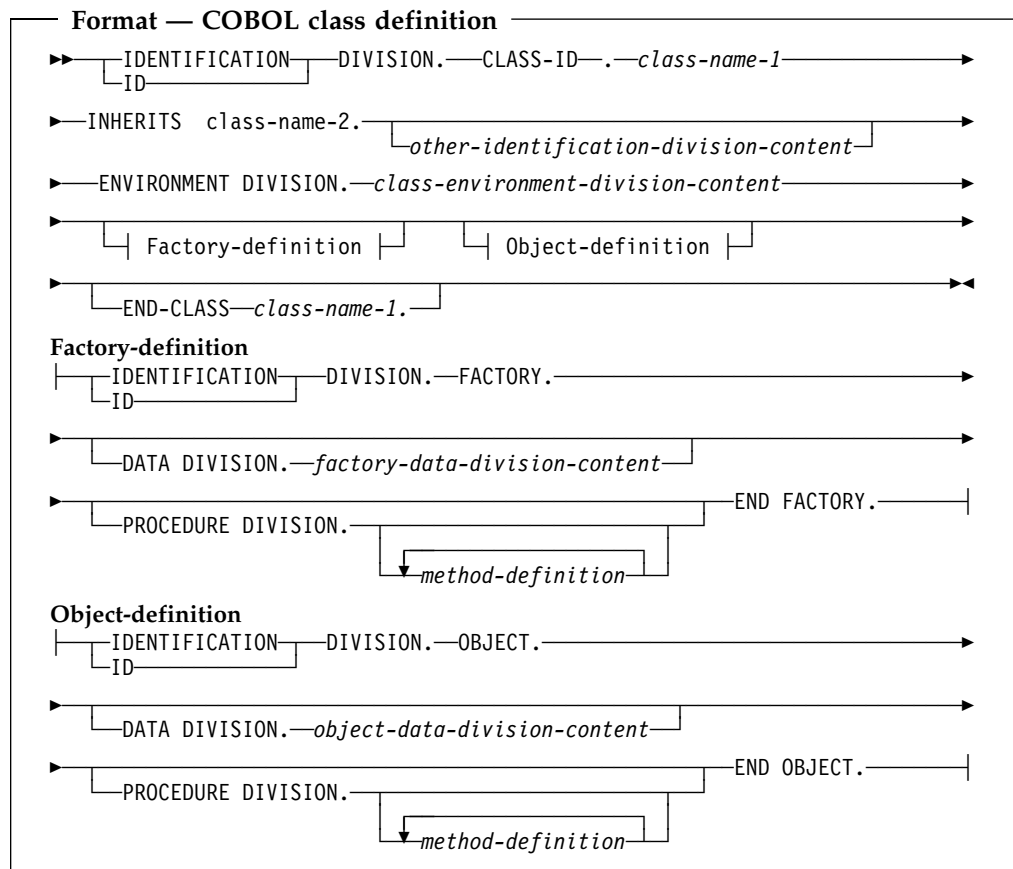 Format — COBOL class definition
IDENTIFICATION DIVISION. CLASS-ID . class-name-1
ID
INHERITS class-name-2.
other-identification-division-content
ENVIRONMENT DIVISION. class-environment-division-content
Factory-definition Object-definition
END-CLASS class-name-1.
Factory-definition
IDENTIFICATION DIVISION. FACTORY.
ID
DATA DIVISION. factory-data-division-content
END FACTORY.
PROCEDURE DIVISION.
method-definition
Object-definition
IDENTIFICATION DIVISION. OBJECT.
ID
DATA DIVISION. object-data-division-content
END OBJECT.
PROCEDURE DIVISION.
method-definition